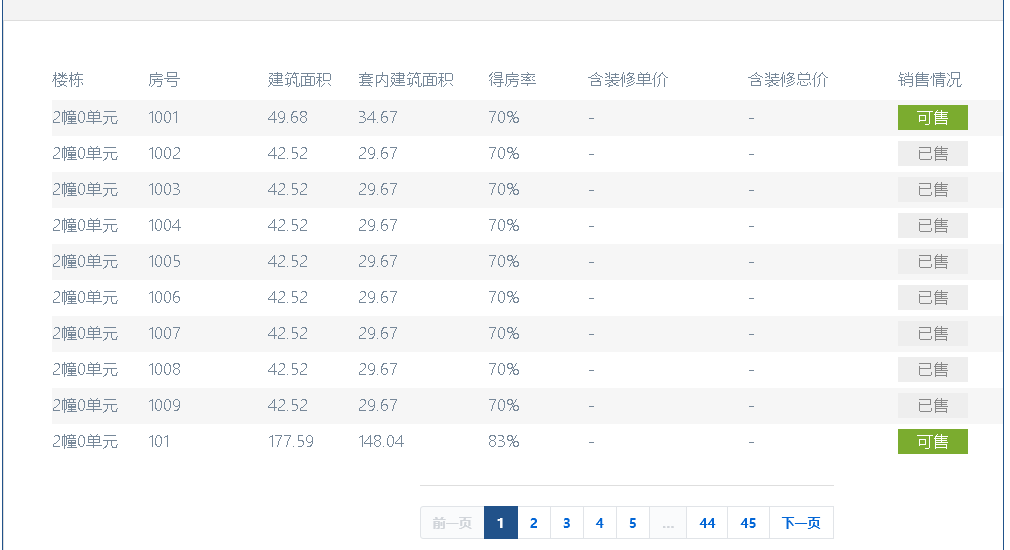 楼栋 房号 建筑面积 套内建筑面积 得房率 含装修单价 含装修总价 销售情况
2幢0单元 1001 49.68 34.67 70% - - 可售
2幢0单元 1002 42.52 29.67 70% - - 已售
2幢0单元 1003 42.52 29.67 70% - - 已售
2幢0单元 1004 42.52 29.67 70% - - 已售
2幢0单元 1005 42.52 29.67 70% - - 已售
2幢0单元 1006 42.52 29.67 70% - - 已售
2幢0单元 1007 42.52 29.67 70% - - 已售
2幢0单元 1008 42.52 29.67 70% - - 已售
2幢0单元 1009 42.52 29.67 70% - - 已售
2幢0单元 101 177.59 148.04 83% - - 可售
前一页 1 2 3 4 5 ... 44 45 下一页